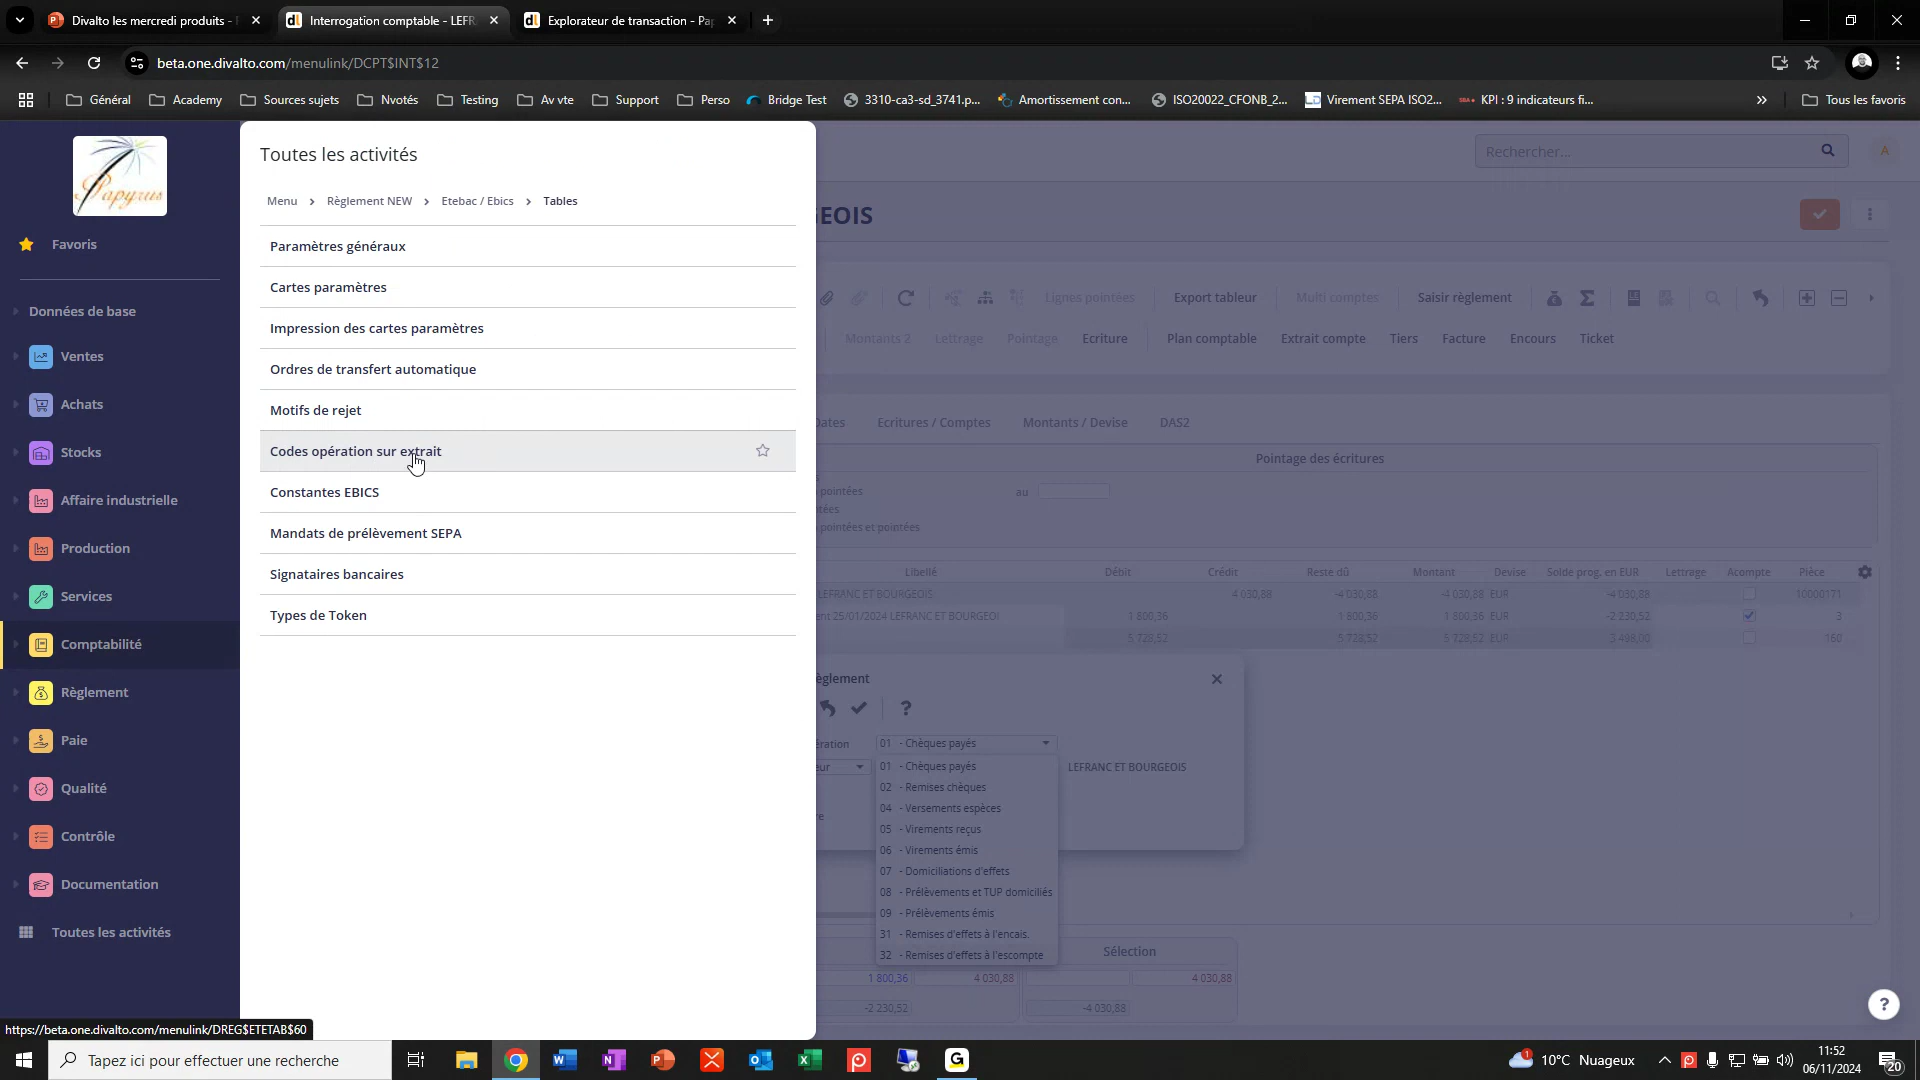 Divalto les mercredi produits -
Interrogation comptable - LEFR
Explorateur de transaction - Pap
beta.one.divalto.com/menulink/DCPT$INT$12
Général
Academy
Sources sujets
Nvotés
Testing
Av vte
Support
Perso
Bridge Test
3310-ca3-sd_3741.p...
Amortissement con...
ISO20022_CFONB_2...
Virement SEPA ISO2...
KPI : 9 indicateurs fi...
Tous les favoris
Papyrus
Favoris
Données de base
Ventes
Achats
Stocks
Affaire industrielle
Production
Services
Comptabilité
Règlement
Paie
Qualité
Contrôle
Documentation
Toutes les activités
Toutes les activités
Menu > Règlement NEW > Etebac / Ebics > Tables
Paramètres généraux
Cartes paramètres
Impression des cartes paramètres
Ordres de transfert automatique
Motifs de rejet
Codes opération sur extrait
Constantes EBICS
Mandats de prélèvement SEPA
Signataires bancaires
Types de Token
Rechercher...
A
GEOIS
Lignes pointées
Export tableur
Multi comptes
Saisir règlement
Montants 2
Lettrage
Pointage
Ecriture
Plan comptable
Extrait compte
Tiers
Facture
Encours
Ticket
Dates
Ecritures / Comptes
Montants / Devise
DAS2
Pointage des écritures
pointées
au
pointées et pointées
Libellé Débit Crédit Reste dû Montant Devise Solde prog. en EUR Lettrage Acompte Pièce
LEFRANC ET BOURGEOIS 4 030,88 -4 030,88 -4 030,88 EUR -4 030,88 10000171
ent 25/01/2024 LEFRANC ET BOURGEOI 1 800,36 1 800,36 1 800,36 EUR -2 230,52 3
5 728,52 5 728,52 5 728,52 EUR 3 498,00 160
èglement
?
ération
01 - Chèques payés
eur
LEFRANC ET BOURGEOIS
re
01 - Chèques payés
02 - Remises chèques
04 - Versements espèces
05 - Virements reçus
06 - Virements émis
07 - Domiciliations d'effets
08 - Prélèvements et TUP domiciliés
09 - Prélèvements émis
31 - Remises d'effets à l'encais.
32 - Remises d'effets à l'escompte
Sélection
1 800,36 4 030,88 4 030,88
-2 230,52 -4 030,88
?
https://beta.one.divalto.com/menulink/DREG$ETETAB$60
Tapez ici pour effectuer une recherche
1
10°C Nuageux
11:52
06/11/2024
20